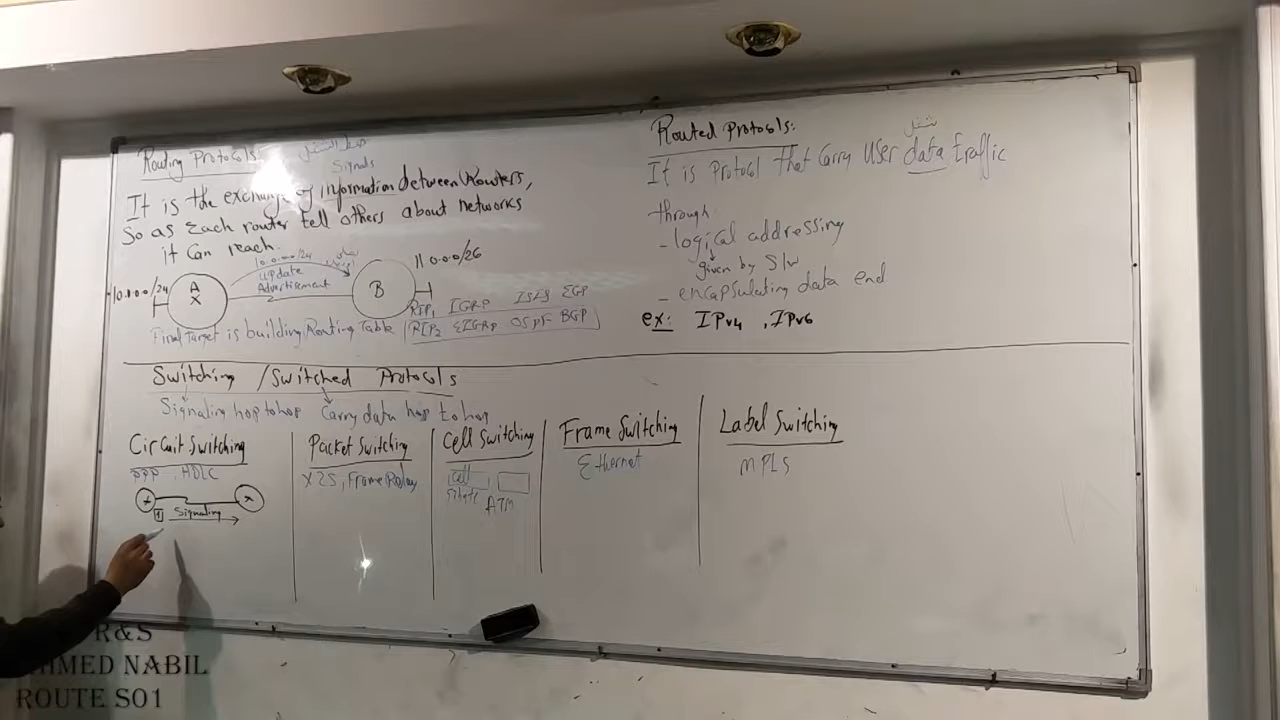 Routing Protocols:
Signals
It is the exchange of information between Routers,
So as Each router tell others about networks
it Can reach.
10.0.0.0/24
11.0.0.0/26
10.0.0.0/24
A
X
UPdate
Advertisement
B
Final Target is building Routing Table
RIP1 IGRP ISIS EGP
RIP2 EIGRP OSPF BGP
Routed Protocols:
شغل
It is Protocol that Carry User data traffic
through:
- logical addressing
given by S/W
- encapsulating data end
ex: IPv4 , IPv6
Switching / Switched Protocols
Signaling hop to hop Carry data hop to hop
Circuit Switching
PPP , HDLC
X X
Signaling
Packet Switching
X25, Frame Relay
Cell Switching
Cell
ATM
Frame Switching
Ethernet
Label Switching
MPLS
R&S
AHMED NABIL
ROUTE S01